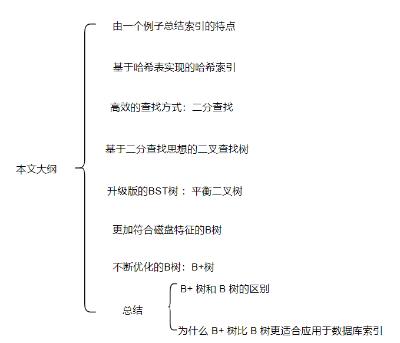 由一个例子总结索引的特点
基于哈希表实现的哈希索引
高效的查找方式：二分查找
基于二分查找思想的二叉查找树
本文大纲
升级版的BST树：平衡二叉树
更加符合磁盘特征的B树
不断优化的B树：B+树
总结
B+ 树和 B 树的区别
为什么 B+ 树比 B 树更适合应用于数据库索引